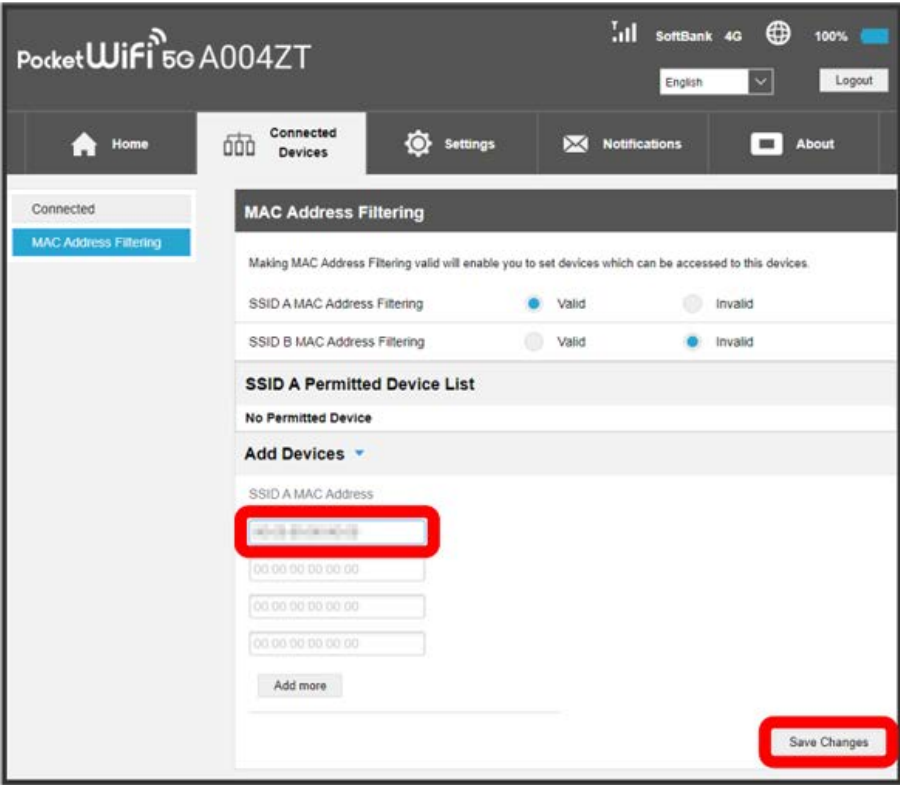 Pocket WiFi 5G A004ZT
SoftBank 4G 100%
English
Logout
Home
Connected Devices
Settings
Notifications
About
Connected
MAC Address Filtering
MAC Address Filtering
Making MAC Address Filtering valid will enable you to set devices which can be accessed to this devices.
SSID A MAC Address Filtering Valid Invalid
SSID B MAC Address Filtering Valid Invalid
SSID A Permitted Device List
No Permitted Device
Add Devices
SSID A MAC Address
00:00:00:00:00:00
00:00:00:00:00:00
00:00:00:00:00:00
Add more
Save Changes